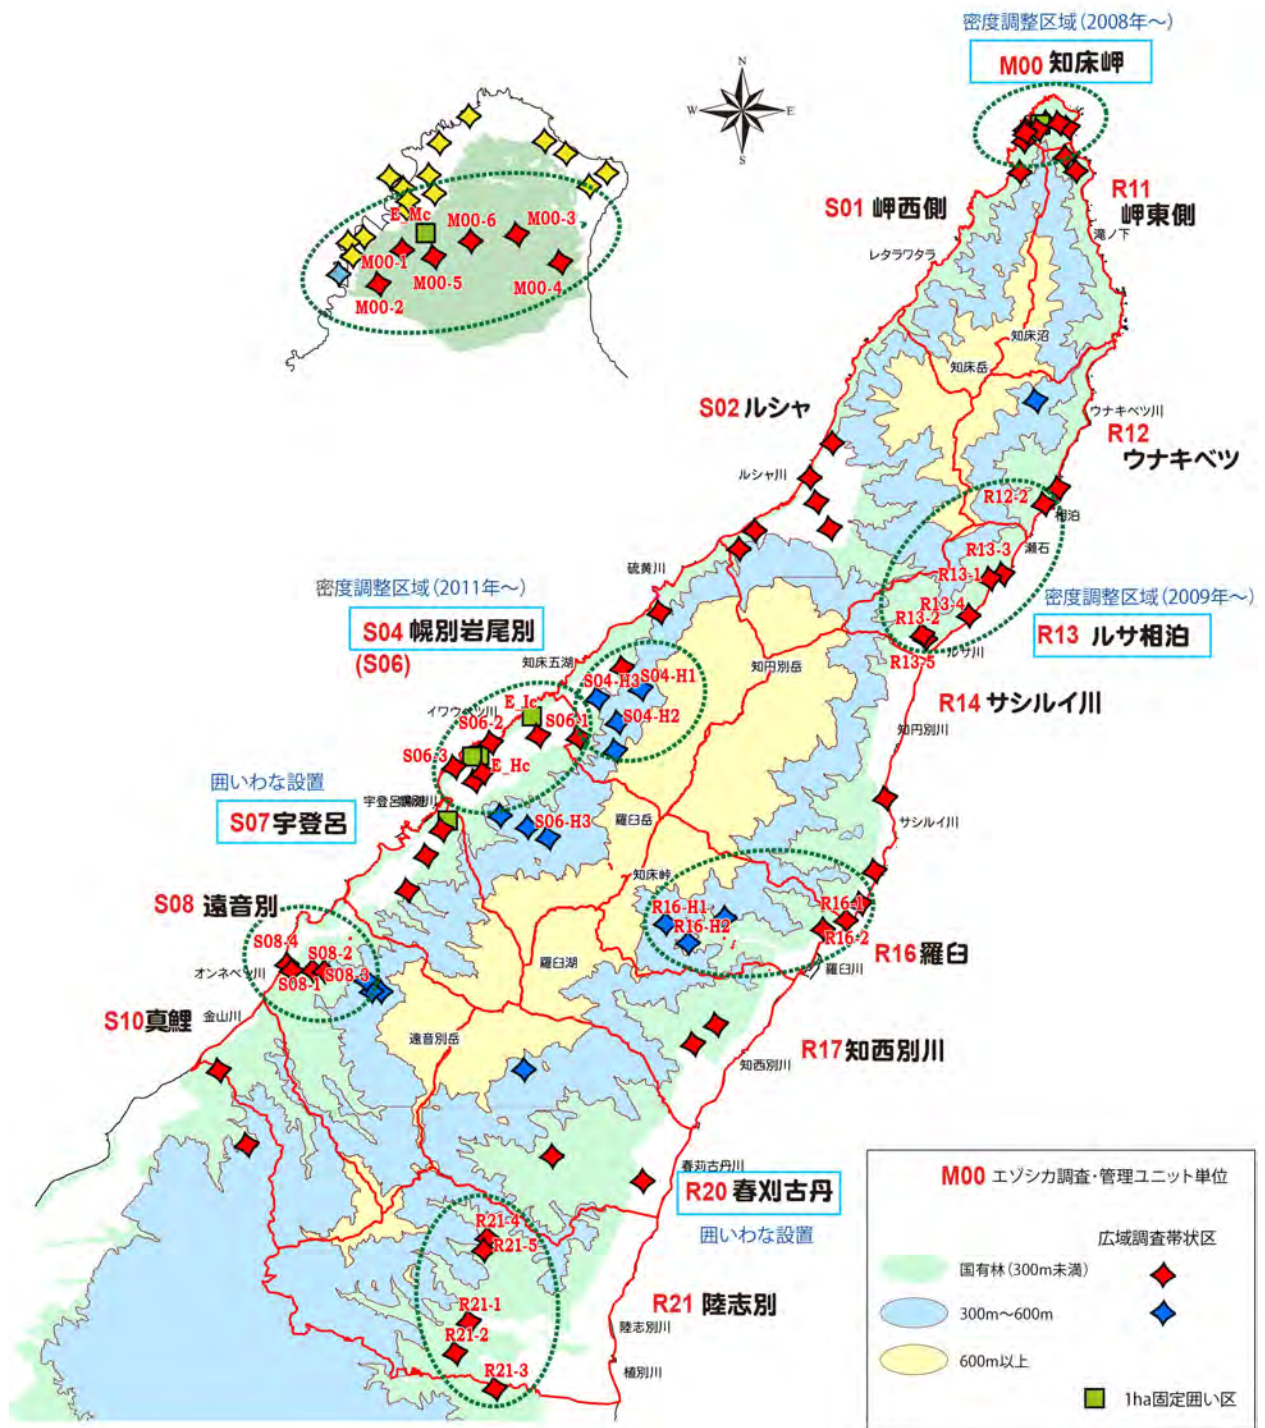 密度調整区域(2008年～)
M00 知床岬
N
W
E
S
E_Mc
M00-6
M00-3
M00-1
M00-5
M00-4
M00-2
S01 岬西側
R11
岬東側
滝ノ下
レタラワタラ
知床沼
知床岳
S02 ルシャ
ウナキベツ川
R12
ウナキベツ
ルシャ川
R12-2
相泊
瀬石
R13-3
R13-1
硫黄川
密度調整区域(2011年～)
密度調整区域(2009年～)
R13-4
R13-2
S04 幌別岩尾別
(S06)
R13 ルサ相泊
ルサ川
R13-5
知床五湖
知円別岳
S04-H3
S04-H1
R14 サシルイ川
E_Ic
イワウベツ川
S04-H2
S06-1
S06-2
知円別川
S06-3
E_Hc
囲いわな設置
S07 宇登呂
S06-H3
羅臼岳
サシルイ川
知床峠
S08 遠音別
R16-H1
R16-1
R16-H2
R16-2
S08-4
S08-2
R16 羅臼
オンネベツ川
S08-1
S08-3
羅臼湖
羅臼川
S10 真鯉
金山川
遠音別岳
R17 知西別川
知西別川
春刈古丹川
R20 春刈古丹
囲いわな設置
R21-4
R21-5
R21-1
R21 陸志別
R21-2
陸志別川
R21-3
植別川
M00 エゾシカ調査・管理ユニット単位
広域調査帯状区
国有林(300m未満)
300m～600m
600m以上
1ha固定囲い区